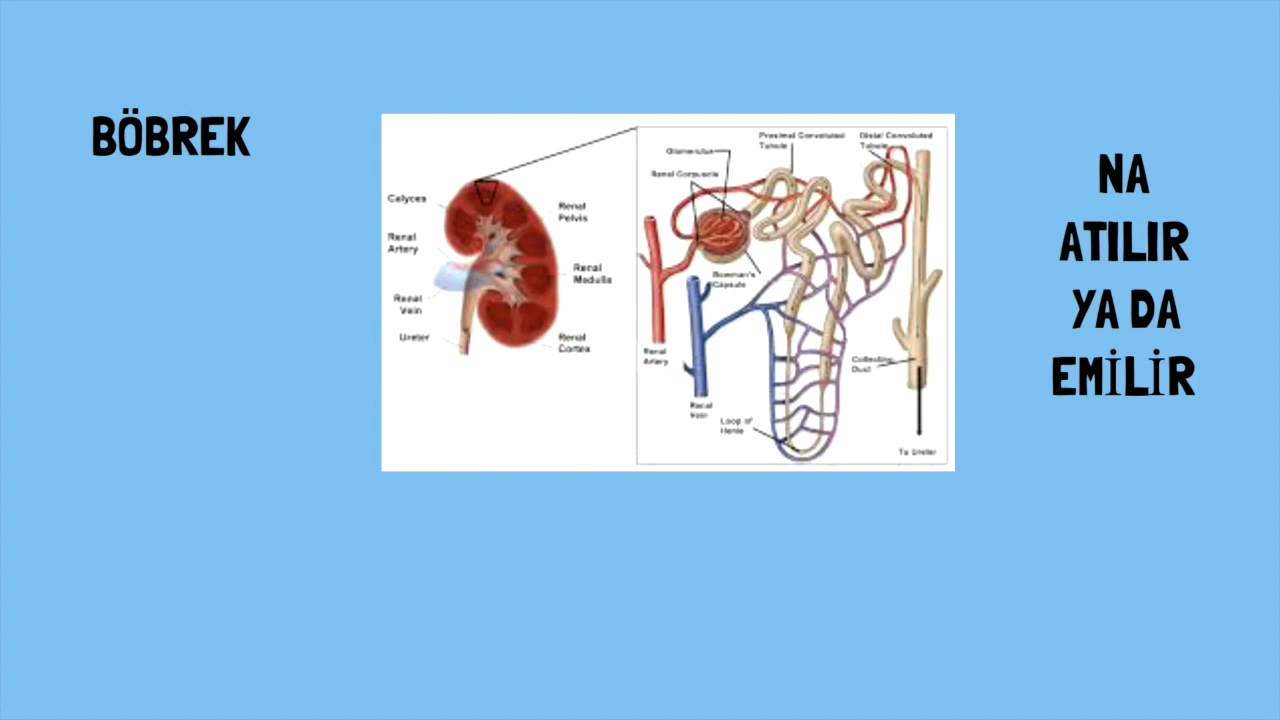 BÖBREK
NA
ATILIR
YA DA
EMİLİR
Calyces
Renal
Artery
Renal
Vein
Ureter
Renal
Pelvis
Renal
Medulla
Renal
Cortex
Proximal Convoluted
Tubule
Distal Convoluted
Tubule
Glomerulus
Renal Corpuscle
Bowman's
Capsule
Renal
Artery
Renal
Vein
Loop of
Henle
Collecting
Duct
To Ureter